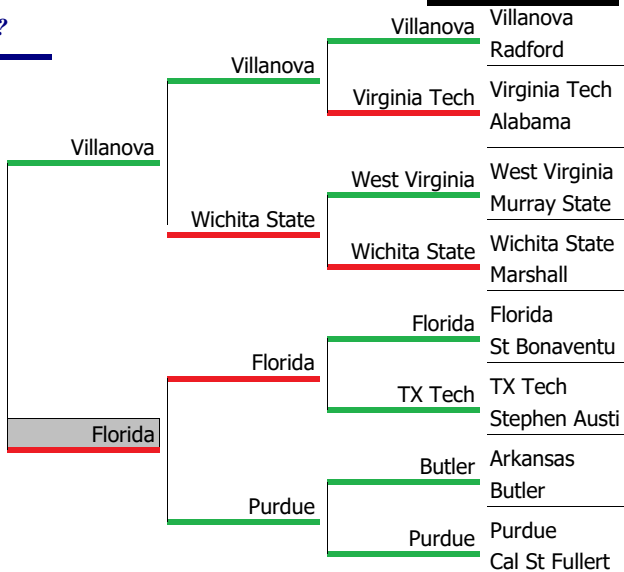 ?
Villanova
Florida
Villanova
Wichita State
Florida
Purdue
Villanova
Virginia Tech
West Virginia
Wichita State
Florida
TX Tech
Butler
Purdue
Villanova
Radford
Virginia Tech
Alabama
West Virginia
Murray State
Wichita State
Marshall
Florida
St Bonaventu
TX Tech
Stephen Austi
Arkansas
Butler
Purdue
Cal St Fullert